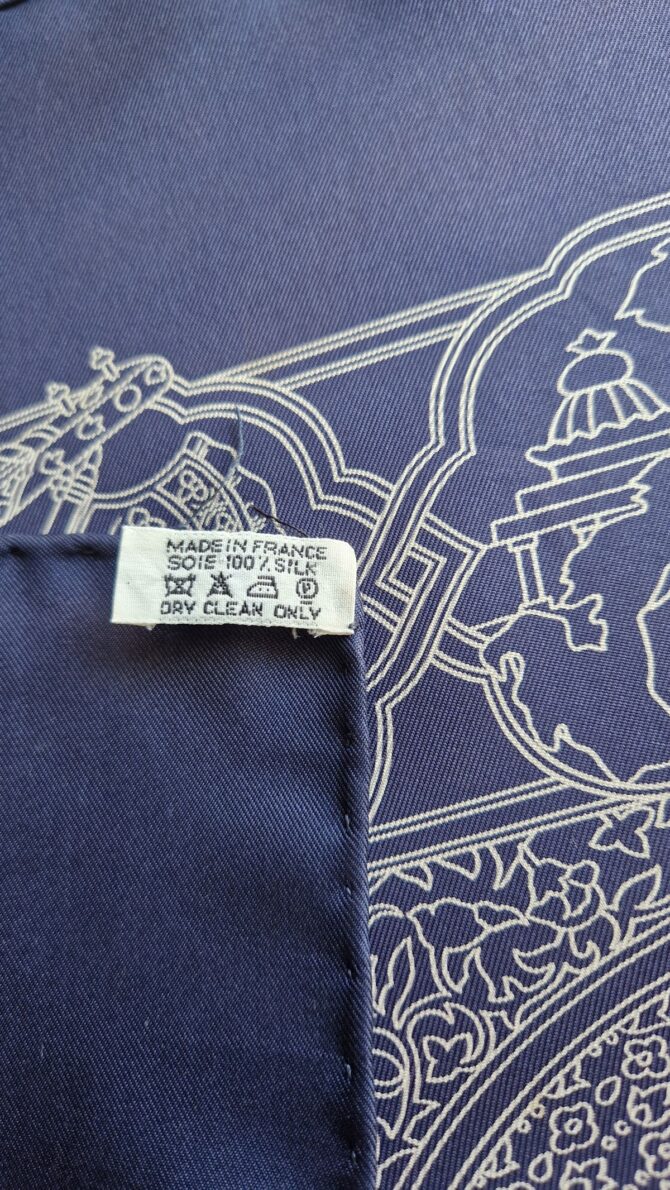 MADE IN FRANCE
SOIE 100% SILK
P
DRY CLEAN ONLY